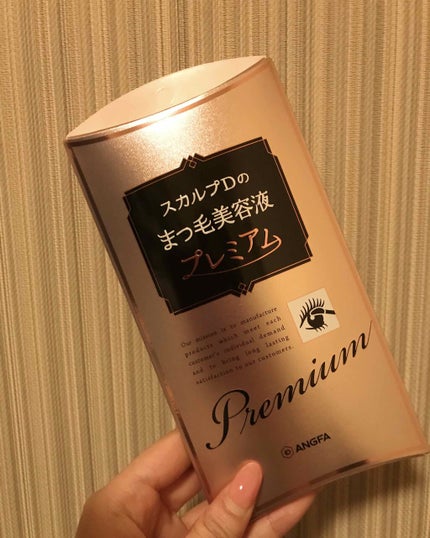 スカルプDの
まつ毛美容液
プレミアム
Our mission is to manufacture
products which meet each
customer's individual demand
and to bring long lasting
satisfaction to our customers.
Premium
ANGFA